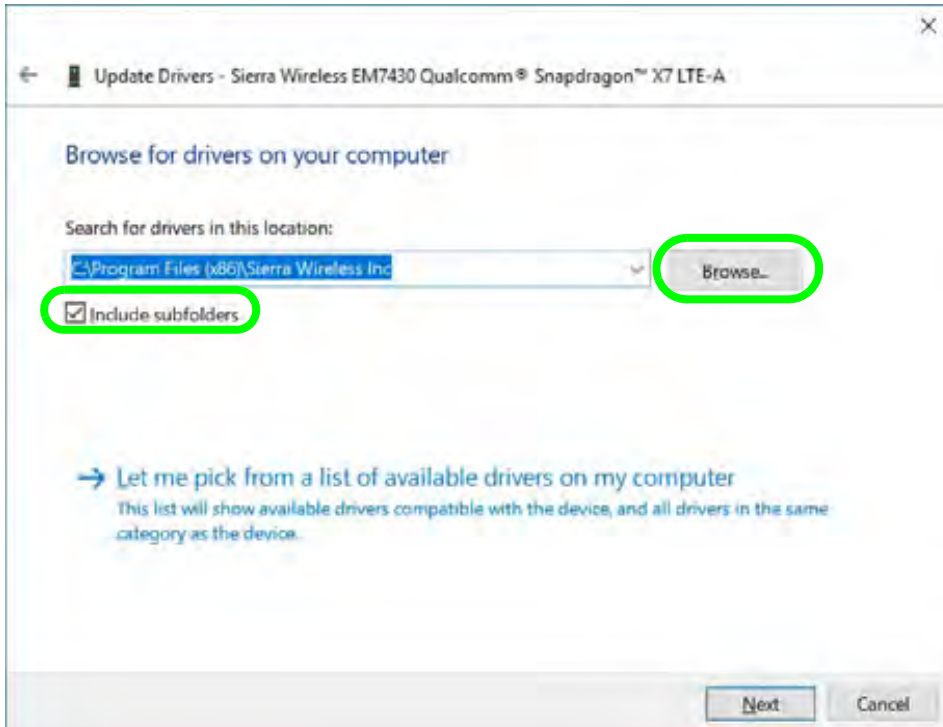 Update Drivers - Sierra Wireless EM7430 Qualcomm® Snapdragon™ X7 LTE-A
Browse for drivers on your computer
Search for drivers in this location:
C:\Program Files (x86)\Sierra Wireless Inc
Browse...
Include subfolders
Let me pick from a list of available drivers on my computer
This list will show available drivers compatible with the device, and all drivers in the same
category as the device.
Next Cancel